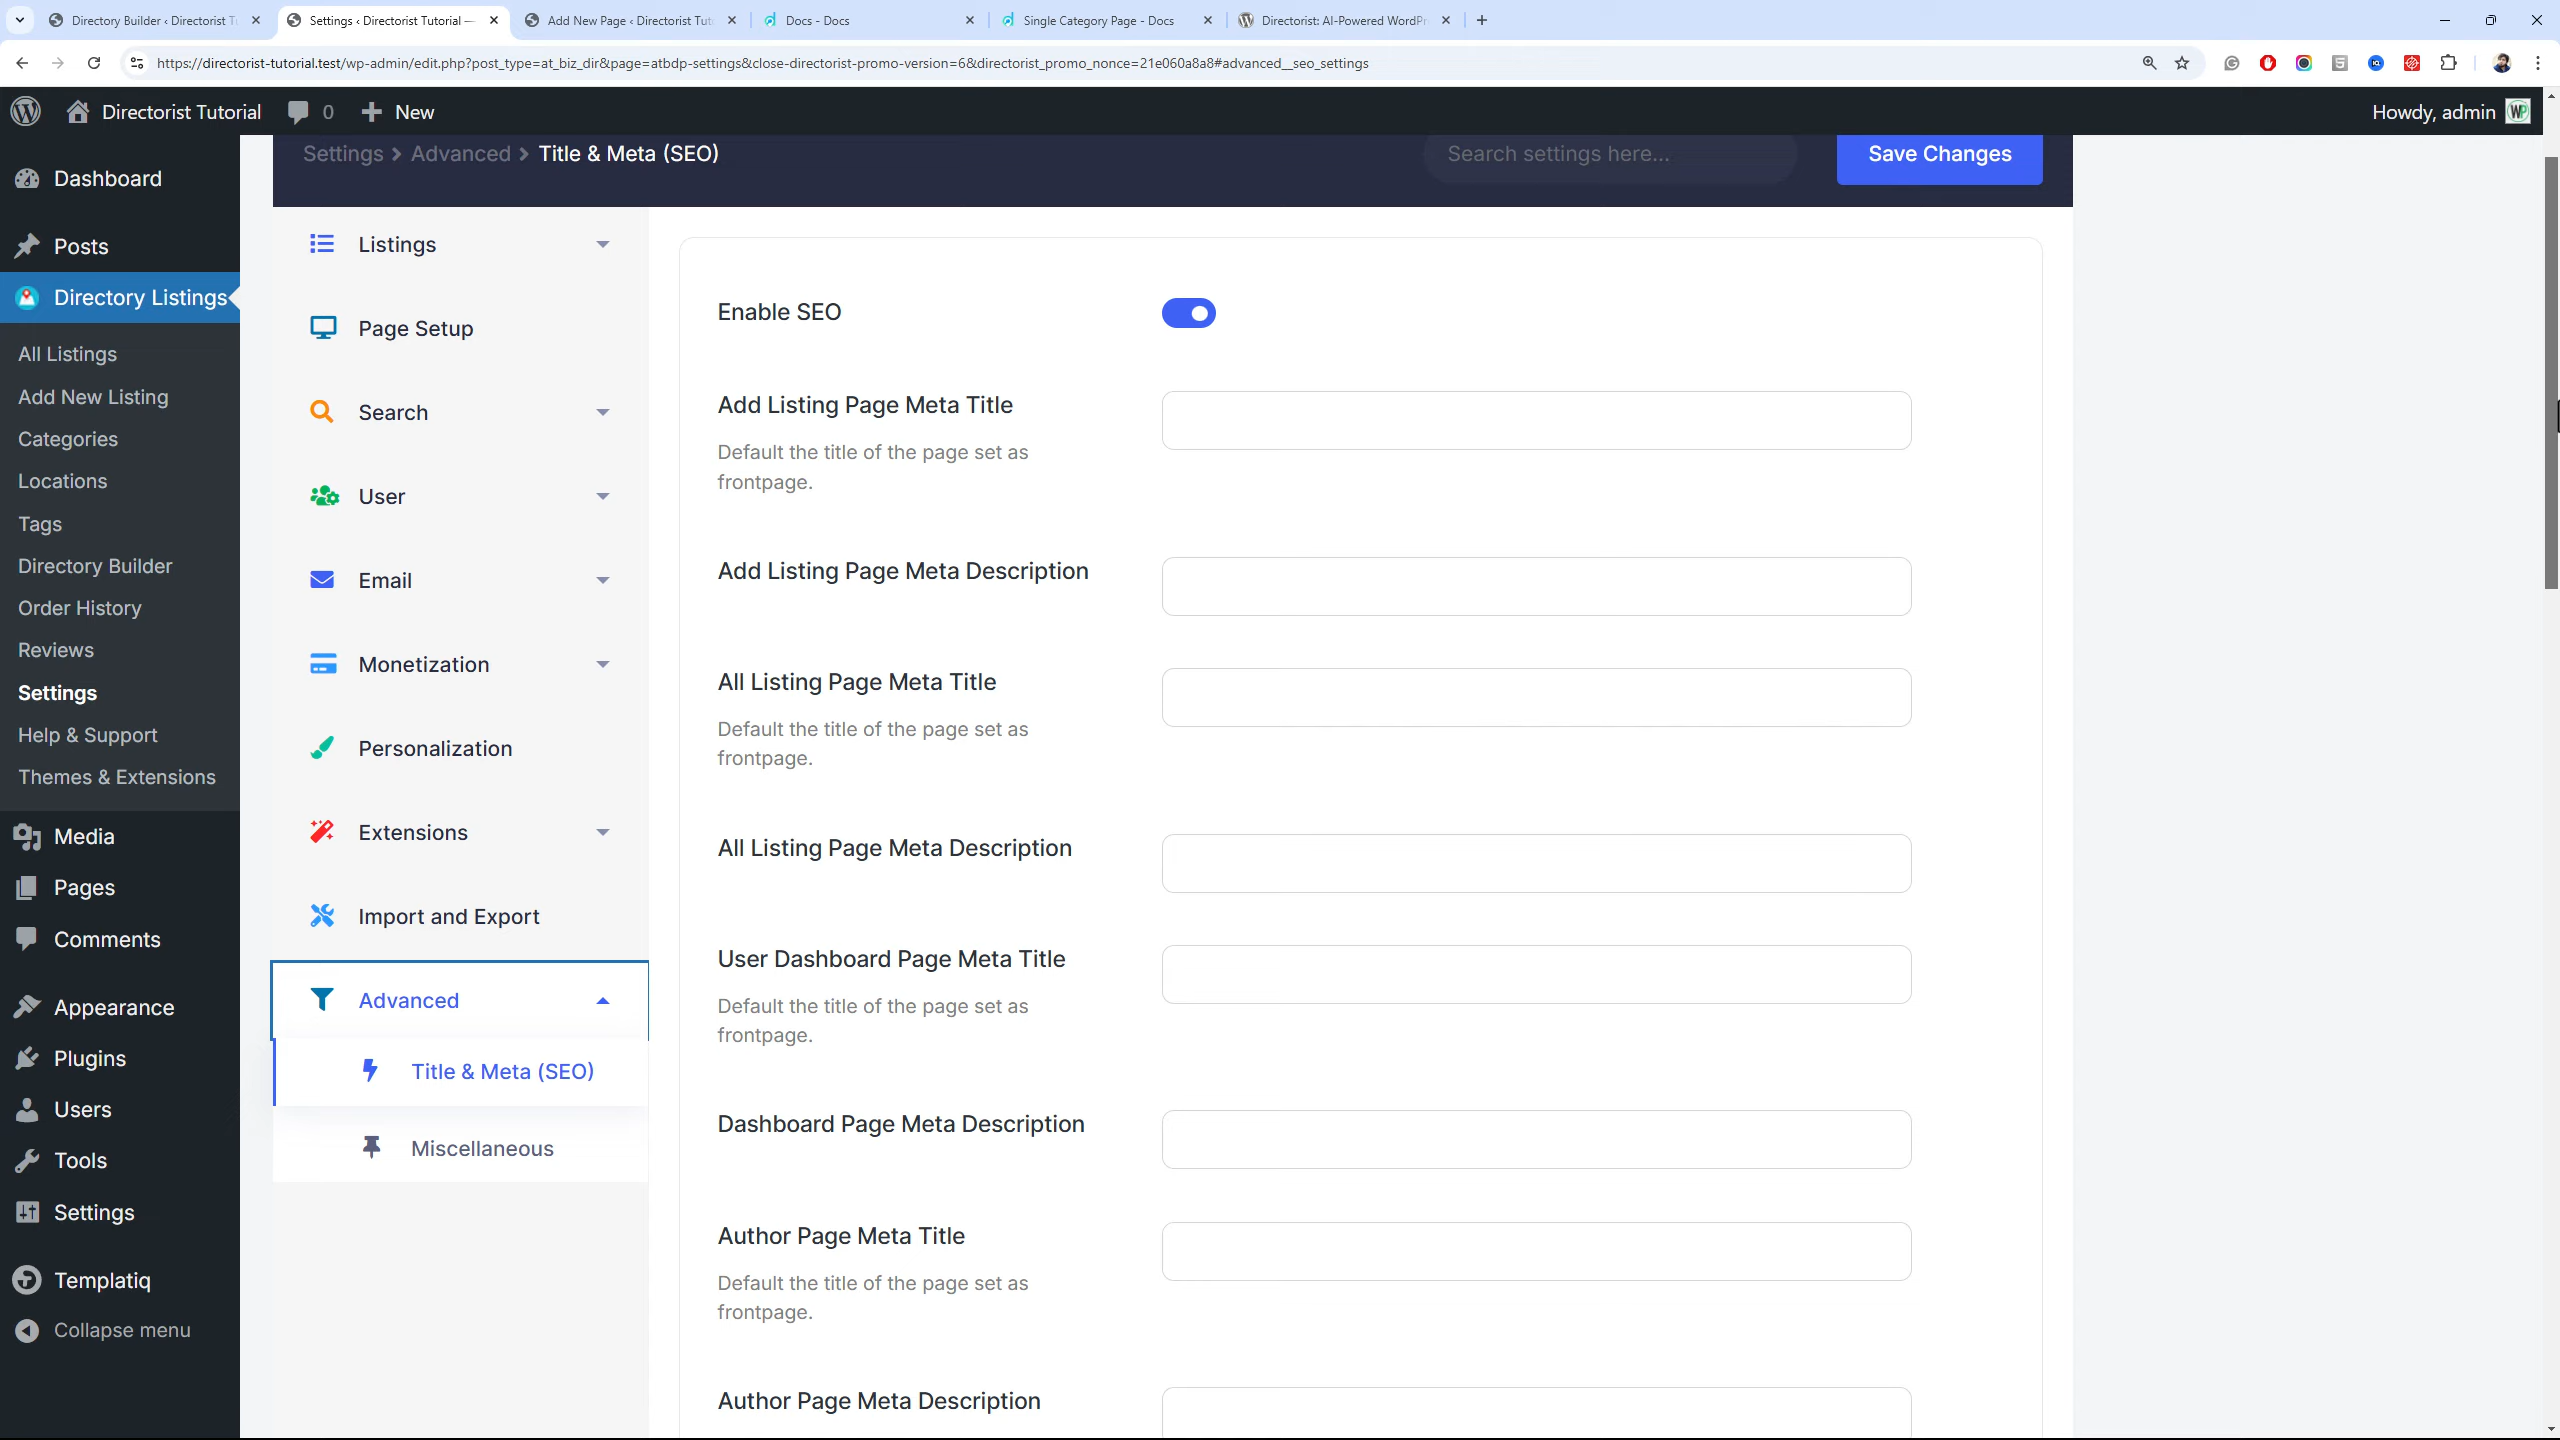 Directory Builder ‹ Directorist T
Settings ‹ Directorist Tutorial —
Add New Page ‹ Directorist Tut
Docs - Docs
Single Category Page - Docs
Directorist: AI-Powered WordPr
https://directorist-tutorial.test/wp-admin/edit.php?post_type=at_biz_dir&page=atbdp-settings&close-directorist-promo-version=6&directorist_promo_nonce=21e060a8a8#advanced__seo_settings
Directorist Tutorial
0
New
Howdy, admin
WP
Settings > Advanced > Title & Meta (SEO)
Search settings here...
Save Changes
Dashboard
Posts
Directory Listings
All Listings
Add New Listing
Categories
Locations
Tags
Directory Builder
Order History
Reviews
Settings
Help & Support
Themes & Extensions
Media
Pages
Comments
Appearance
Plugins
Users
Tools
Settings
Templatiq
Collapse menu
Listings
Page Setup
Search
User
Email
Monetization
Personalization
Extensions
Import and Export
Advanced
Title & Meta (SEO)
Miscellaneous
Enable SEO
Add Listing Page Meta Title
Default the title of the page set as
frontpage.
Add Listing Page Meta Description
All Listing Page Meta Title
Default the title of the page set as
frontpage.
All Listing Page Meta Description
User Dashboard Page Meta Title
Default the title of the page set as
frontpage.
Dashboard Page Meta Description
Author Page Meta Title
Default the title of the page set as
frontpage.
Author Page Meta Description